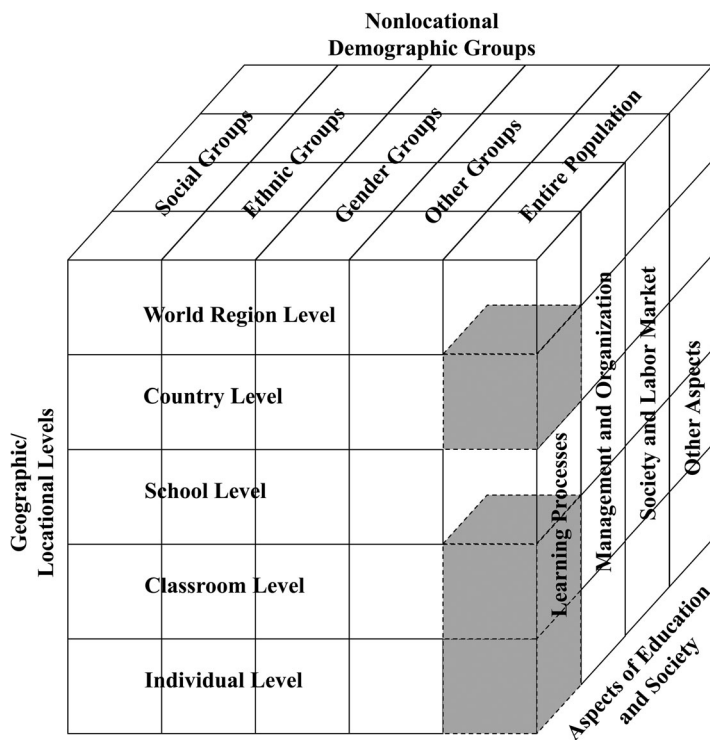 Nonlocational
Demographic Groups
Social Groups
Ethnic Groups
Gender Groups
Other Groups
Entire Population
World Region Level
Country Level
School Level
Classroom Level
Individual Level
Geographic/
Locational Levels
Learning Processes
Management and Organization
Society and Labor Market
Other Aspects
Aspects of Education
and Society